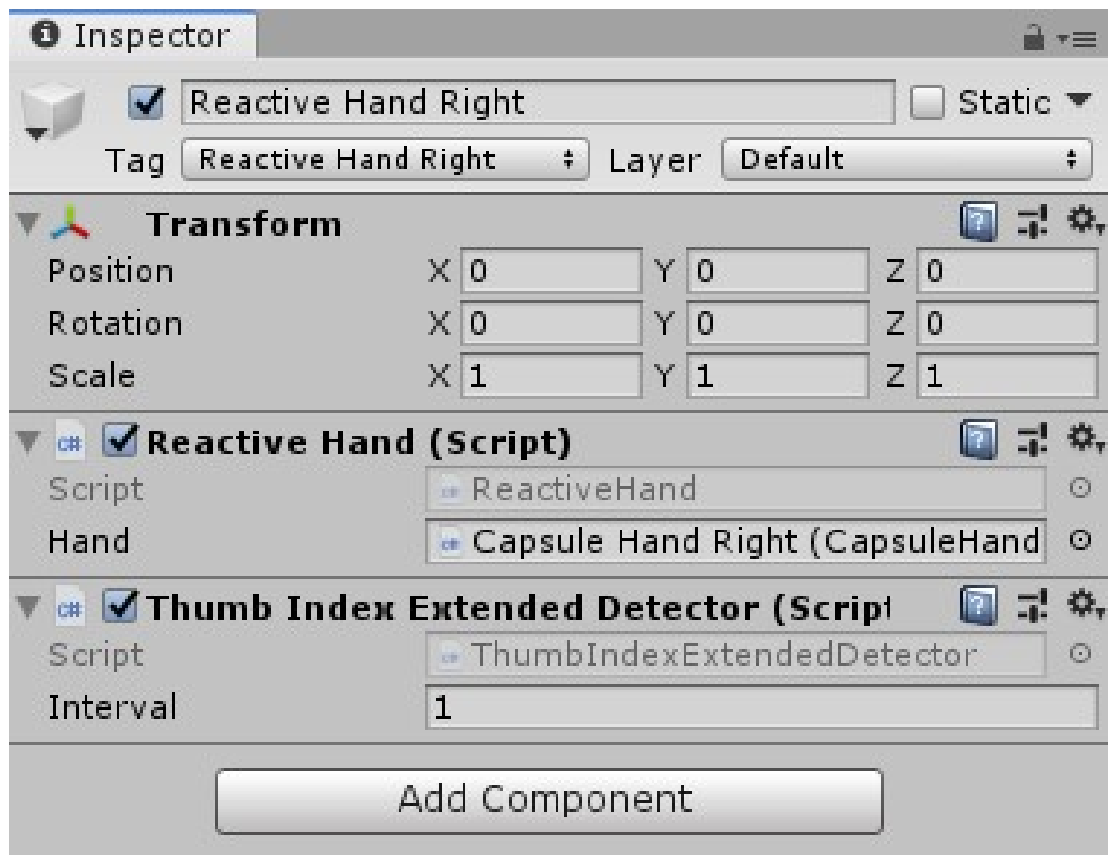 Inspector
Reactive Hand Right Static
Tag Reactive Hand Right Layer Default
Transform
Position X 0 Y 0 Z 0
Rotation X 0 Y 0 Z 0
Scale X 1 Y 1 Z 1
c# Reactive Hand (Script)
Script c# ReactiveHand
Hand c# Capsule Hand Right (CapsuleHand
c# Thumb Index Extended Detector (Script
Script c# ThumbIndexExtendedDetector
Interval 1
Add Component